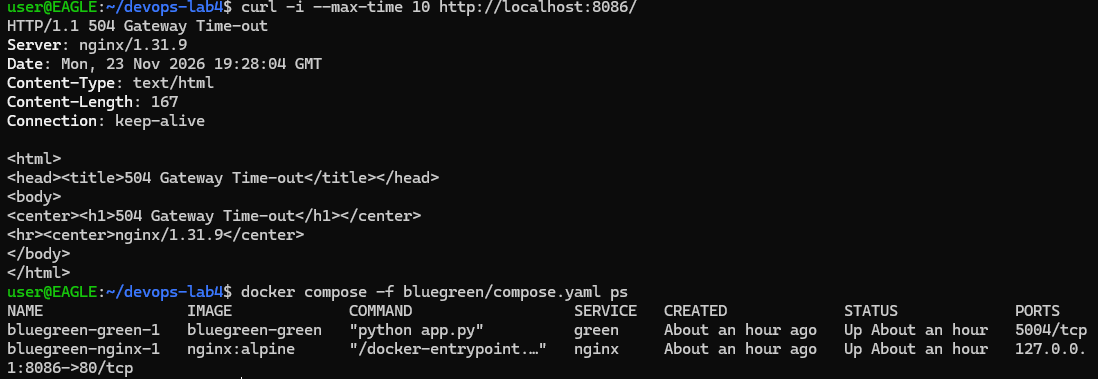 user@EAGLE:~/devops-lab4$ curl -i --max-time 10 http://localhost:8086/
HTTP/1.1 504 Gateway Time-out
Server: nginx/1.31.9
Date: Mon, 23 Nov 2026 19:28:04 GMT
Content-Type: text/html
Content-Length: 167
Connection: keep-alive

<html>
<head><title>504 Gateway Time-out</title></head>
<body>
<center><h1>504 Gateway Time-out</h1></center>
<hr><center>nginx/1.31.9</center>
</body>
</html>
user@EAGLE:~/devops-lab4$ docker compose -f bluegreen/compose.yaml ps
NAME                IMAGE             COMMAND                  SERVICE   CREATED             STATUS             PORTS
bluegreen-green-1   bluegreen-green   "python app.py"          green     About an hour ago   Up About an hour   5004/tcp
bluegreen-nginx-1   nginx:alpine      "/docker-entrypoint.…"   nginx     About an hour ago   Up About an hour   127.0.0.
1:8086->80/tcp